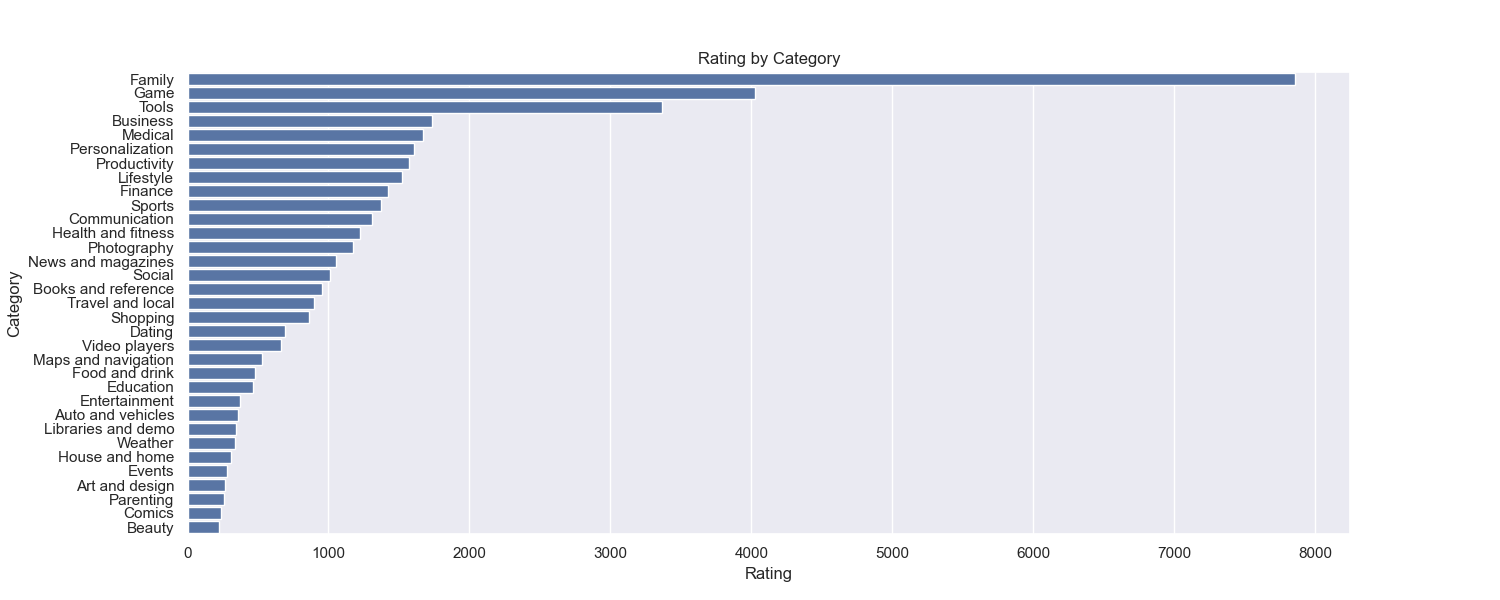 Rating by Category
Family
Game
Tools
Business
Medical
Personalization
Productivity
Lifestyle
Finance
Sports
Communication
Health and fitness
Photography
News and magazines
Social
Books and reference
Travel and local
Shopping
Dating
Video players
Maps and navigation
Food and drink
Education
Entertainment
Auto and vehicles
Libraries and demo
Weather
House and home
Events
Art and design
Parenting
Comics
Beauty
Category
0 1000 2000 3000 4000 5000 6000 7000 8000
Rating